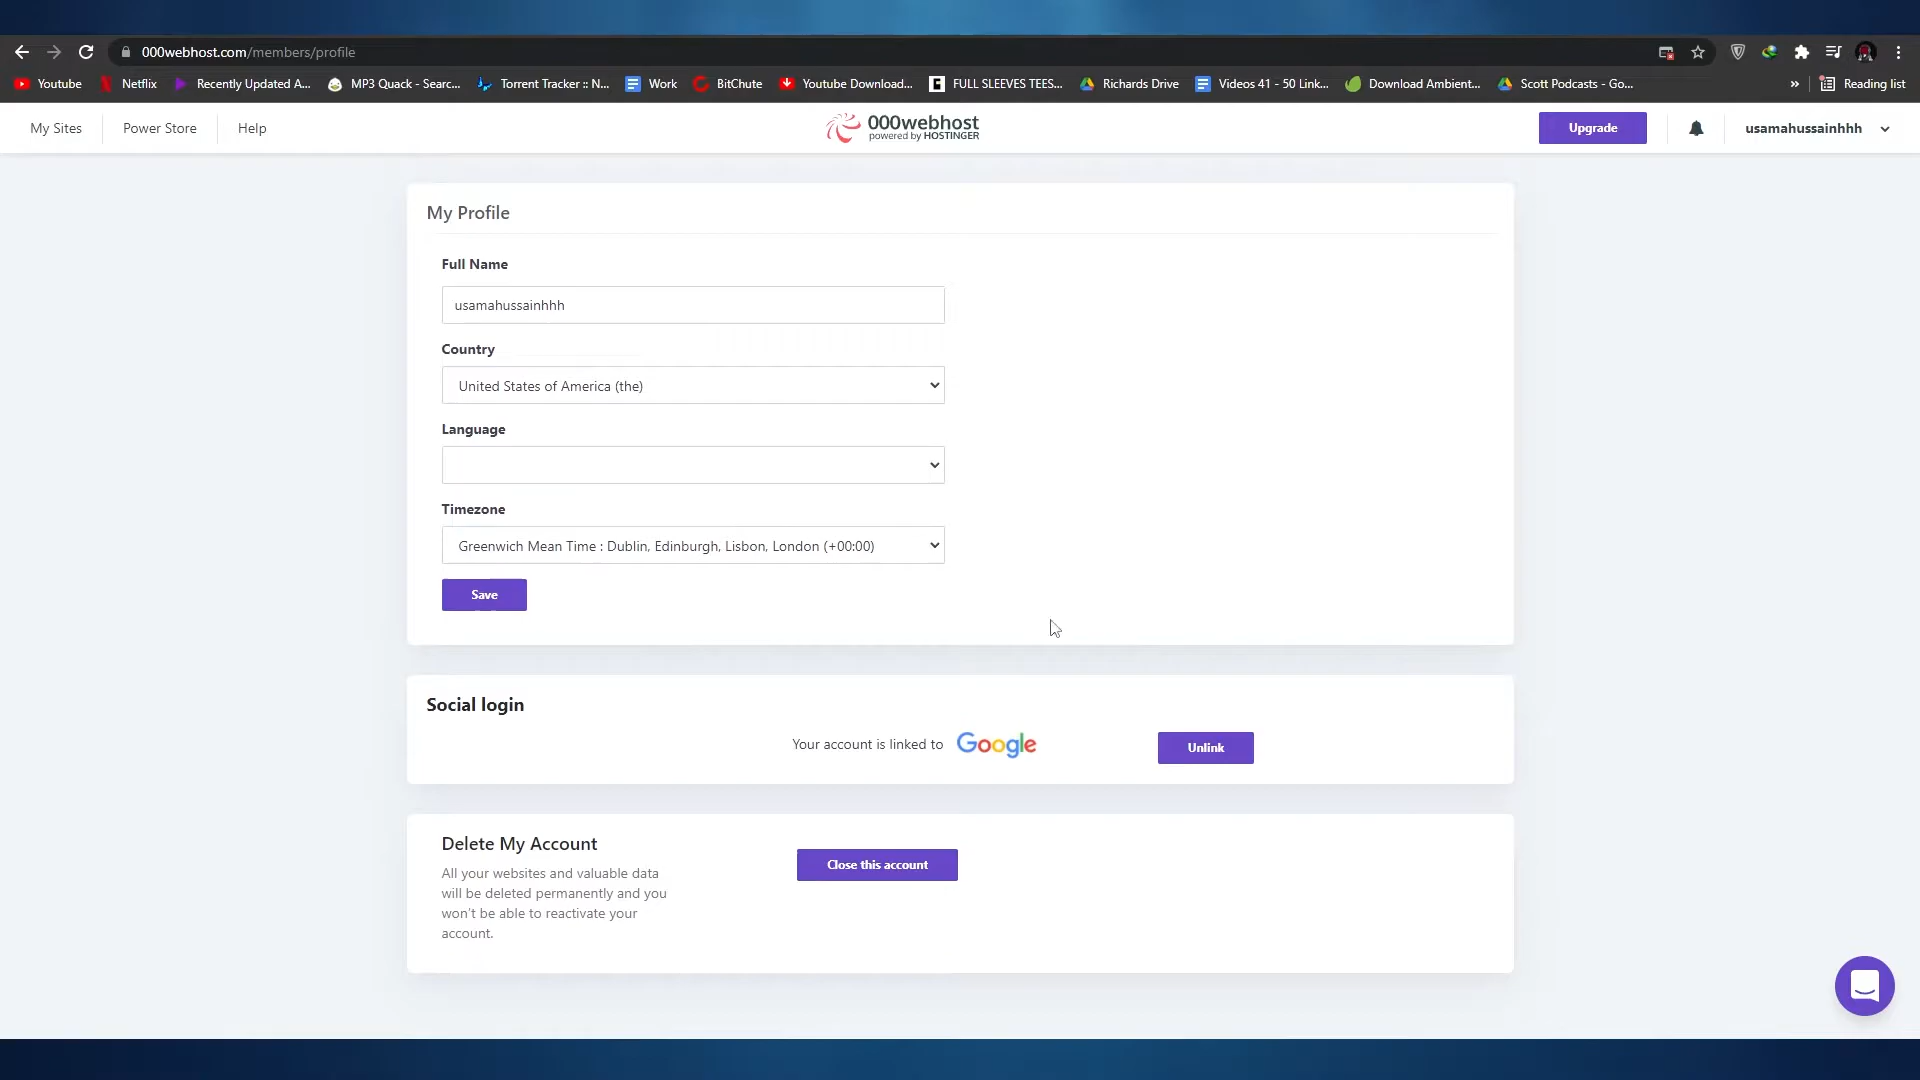 000webhost.com/members/profile
Youtube
Netflix
Recently Updated A...
MP3 Quack - Searc...
Torrent Tracker :: N...
Work
BitChute
Youtube Download...
FULL SLEEVES TEES...
Richards Drive
Videos 41 - 50 Link...
Download Ambient...
Scott Podcasts - Go...
»
Reading list
My Sites
Power Store
Help
000webhost
powered by HOSTINGER
Upgrade
usamahussainhhh
My Profile
Full Name
usamahussainhhh
Country
United States of America (the)
Language
Timezone
Greenwich Mean Time : Dublin, Edinburgh, Lisbon, London (+00:00)
Save
Social login
Your account is linked to Google
Unlink
Delete My Account
Close this account
All your websites and valuable data
will be deleted permanently and you
won't be able to reactivate your
account.